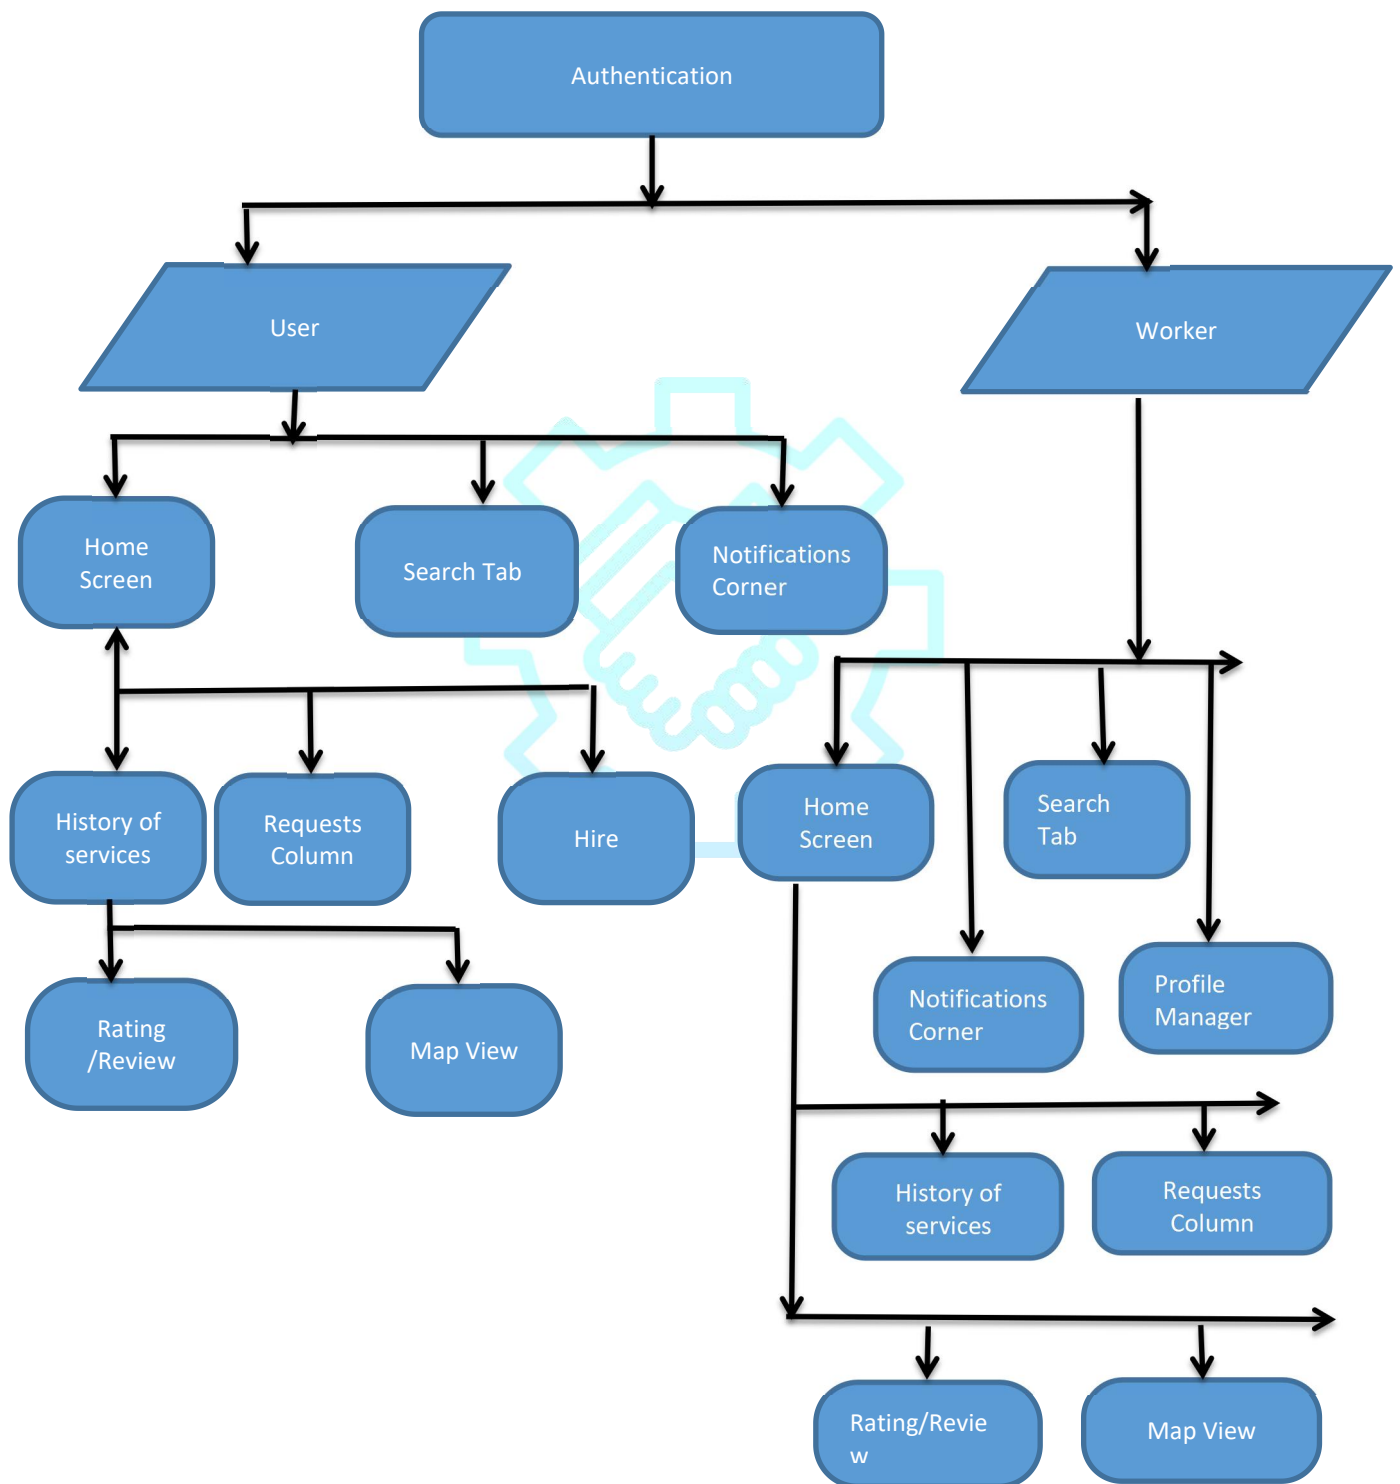 Authentication
User
Worker
Home
Screen
Search Tab
Notifications
Corner
History of
services
Requests
Column
Hire
Home
Screen
Search
Tab
Rating
/Review
Map View
Notifications
Corner
Profile
Manager
History of
services
Requests
Column
Rating/Revie
w
Map View